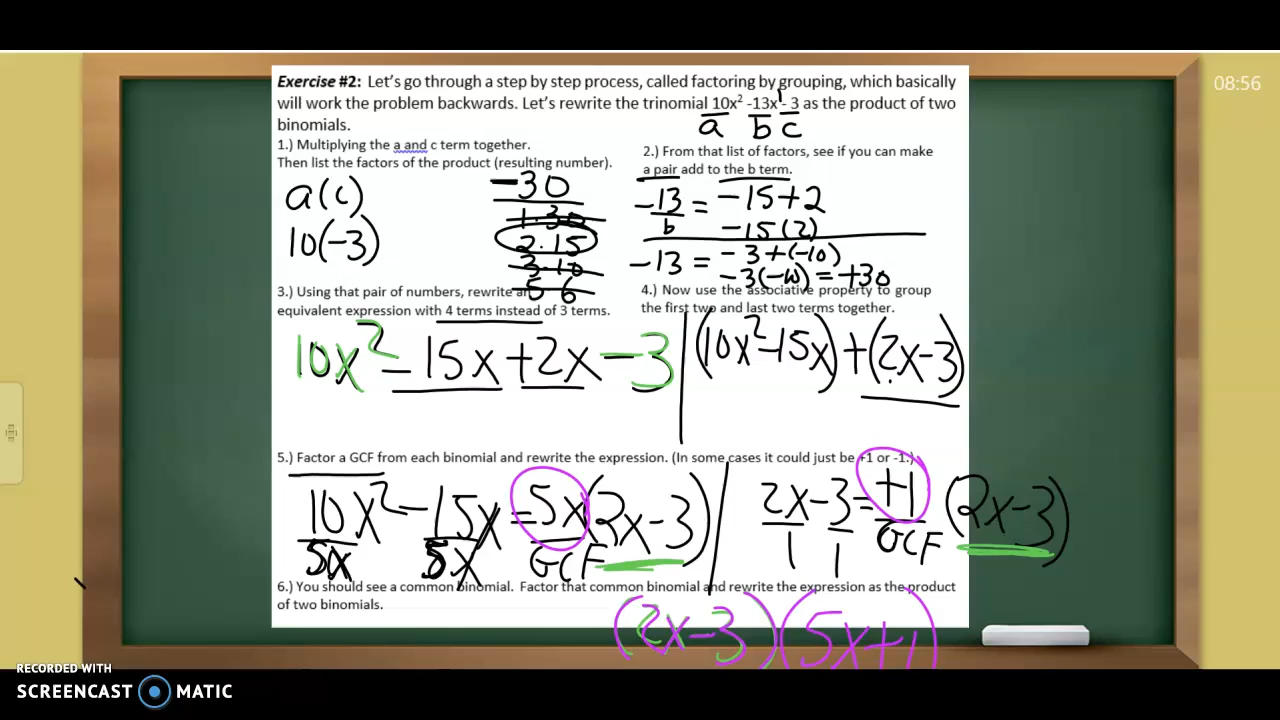 08:56
Exercise #2: Let's go through a step by step process, called factoring by grouping, which basically
will work the problem backwards. Let's rewrite the trinomial 10x² -13x¹- 3 as the product of two
binomials.
a b c
1.) Multiplying the a and c term together.
Then list the factors of the product (resulting number).
a(c)
10(-3)
-30
1·30
2·15
3·10
5·6
2.) From that list of factors, see if you can make
a pair add to the b term.
-13 = -15+2
b -15(2)
-13 = -3+(-10)
-3(-10) = +30
3.) Using that pair of numbers, rewrite an
equivalent expression with 4 terms instead of 3 terms.
10x² -15x +2x -3
4.) Now use the associative property to group
the first two and last two terms together.
(10x²-15x)+(2x-3)
5.) Factor a GCF from each binomial and rewrite the expression. (In some cases it could just be +1 or -1.)
10x² -15x = 5x(2x-3)
5x 5x GCF
2x-3= +1 (2x-3)
1 1 GCF
6.) You should see a common binomial. Factor that common binomial and rewrite the expression as the product
of two binomials.
(2x-3)(5x+1)
RECORDED WITH
SCREENCAST MATIC